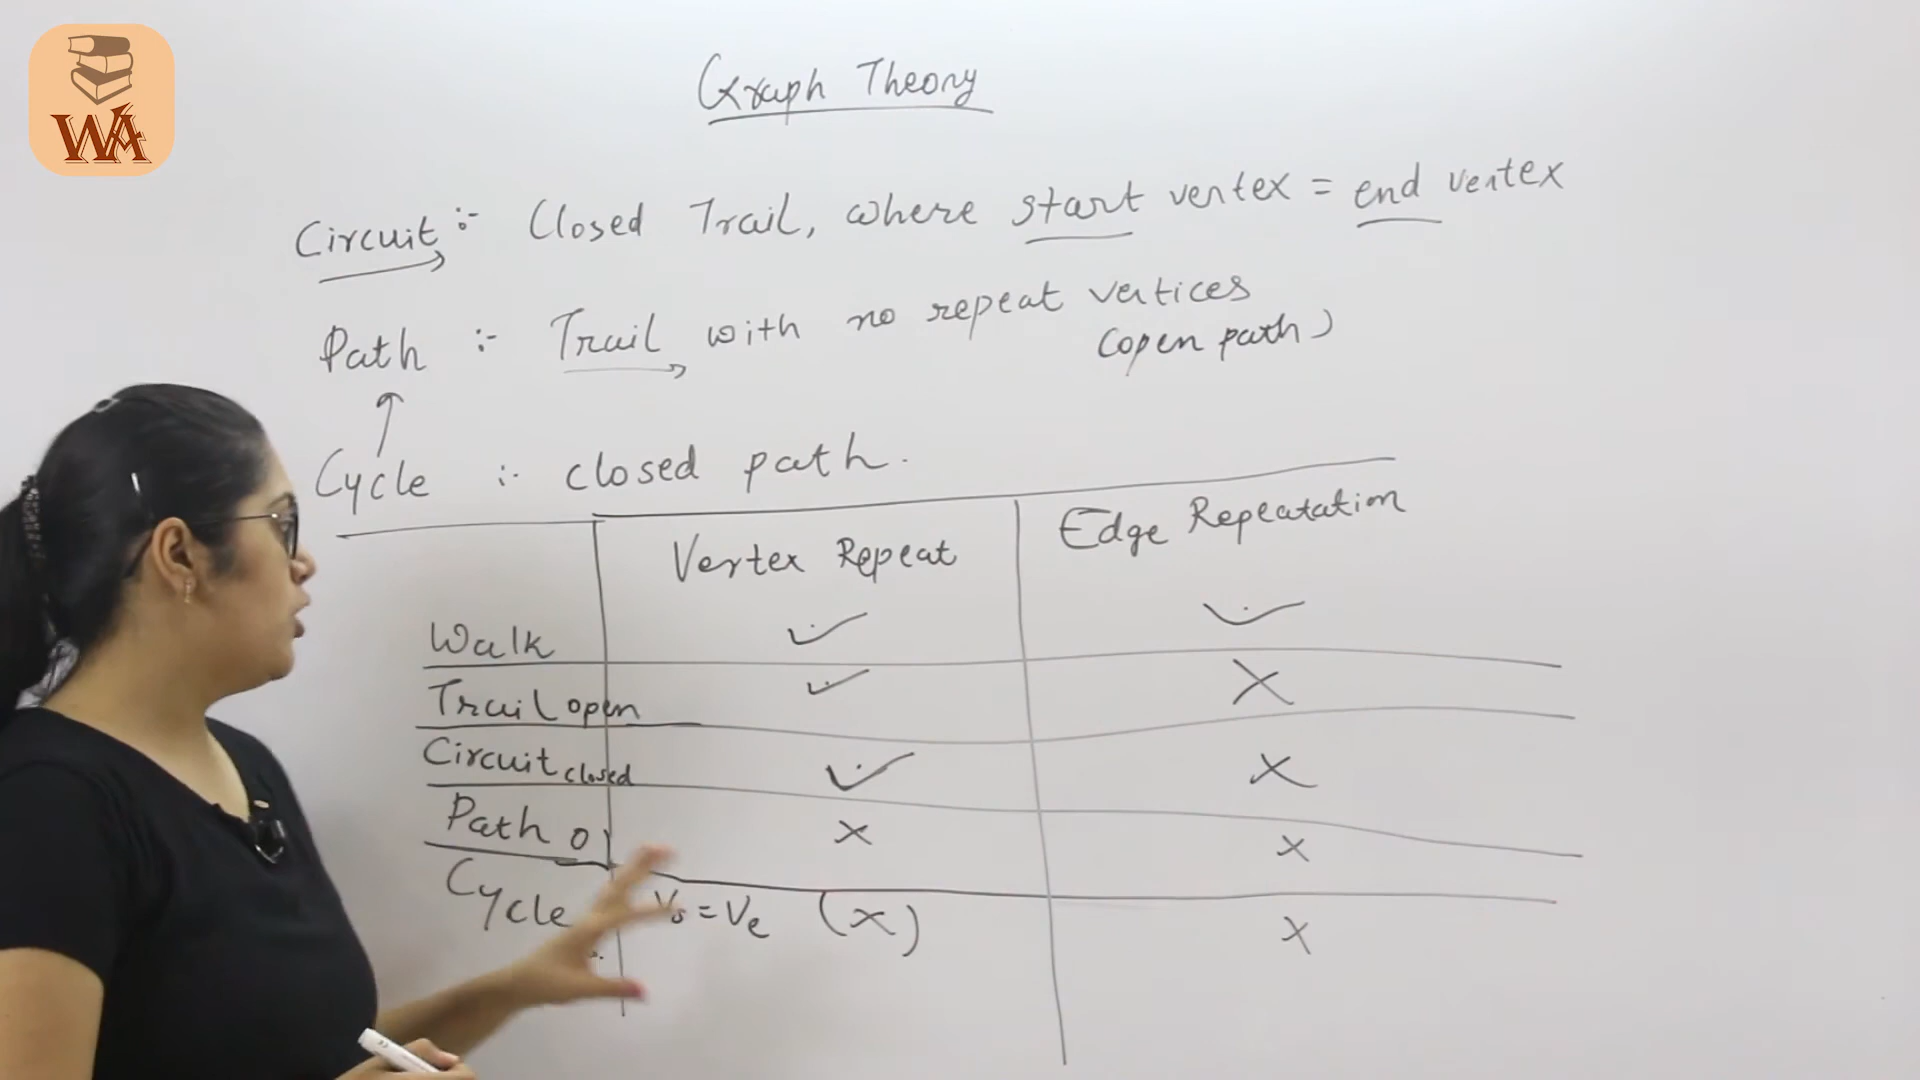 WA
Graph Theory
Circuit :- Closed Trail, where start vertex = end vertex
Path :- Trail with no repeat vertices
(open path)
Cycle :- closed path.
Vertex Repeat Edge Repeatation
Walk ✓ ✓
Trail open ✓ ×
Circuit closed ✓ ×
Path o × ×
Cycle Vs = Ve (×) ×